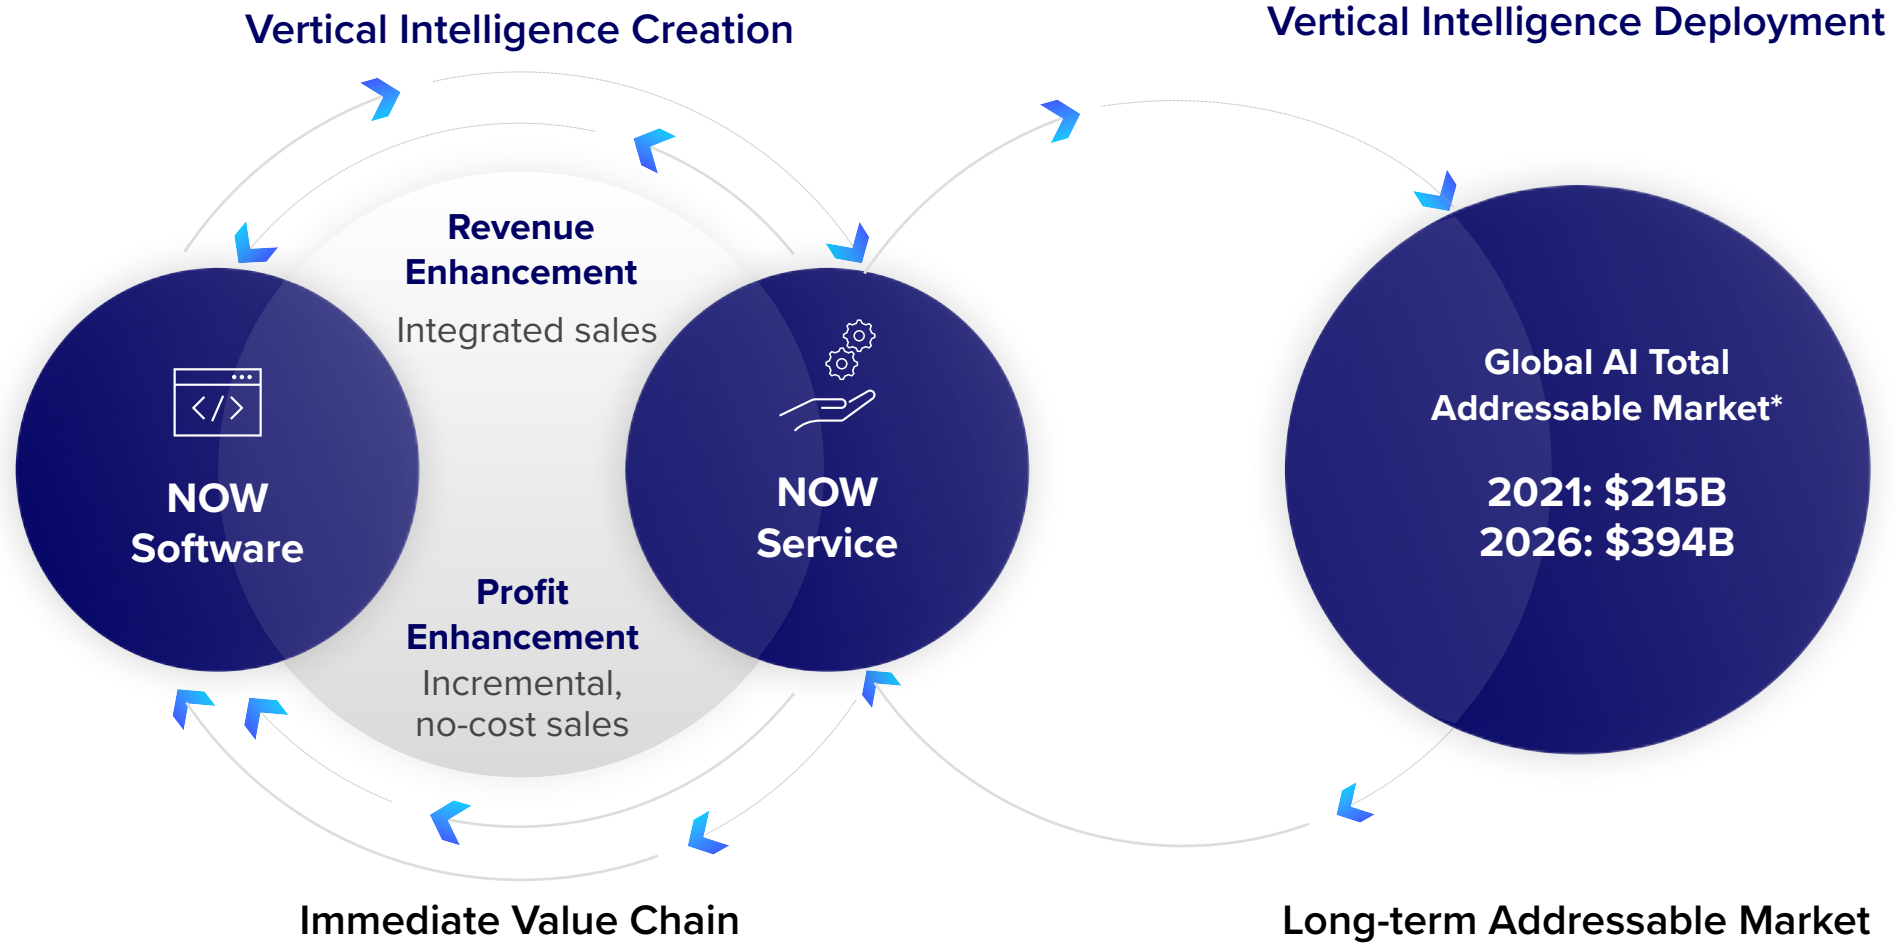 Vertical Intelligence Creation
Vertical Intelligence Deployment
Revenue
Enhancement
Integrated sales
</>
NOW
Software
NOW
Service
Profit
Enhancement
Incremental,
no-cost sales
Global AI Total
Addressable Market*
2021: $215B
2026: $394B
Immediate Value Chain
Long-term Addressable Market